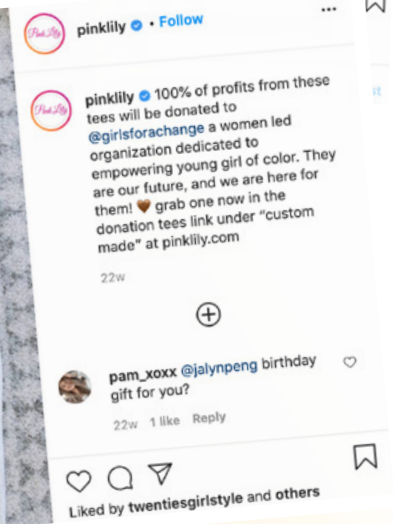 pinklily • Follow
pinklily 100% of profits from these
tees will be donated to
@girlsforachange a women led
organization dedicated to
empowering young girl of color. They
are our future, and we are here for
them! 🤎 grab one now in the
donation tees link under “custom
made” at pinklily.com
22w
pam_xoxx @jalynpeng birthday
gift for you?
22w 1 like Reply
Liked by twentiesgirlstyle and others